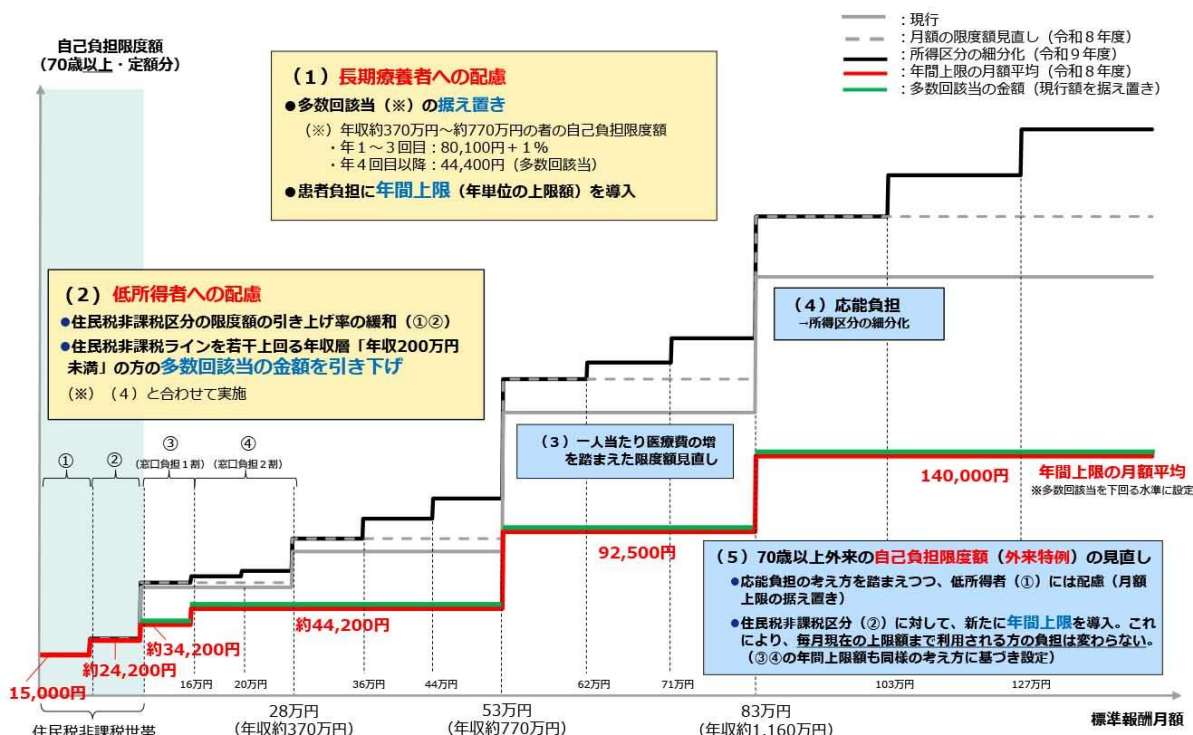 自己負担限度額
(70歳以上・定額分)
：現行
：月額の限度額見直し（令和８年度）
：所得区分の細分化（令和９年度）
：年間上限の月額平均（令和８年度）
：多数回該当の金額（現行額を据え置き）
（１）長期療養者への配慮
●多数回該当（※）の据え置き
（※）年収約370万円～約770万円の者の自己負担限度額
・年１～３回目：80,100円＋１％
・年４回目以降：44,400円（多数回該当）
●患者負担に年間上限（年単位の上限額）を導入
（２）低所得者への配慮
●住民税非課税区分の限度額の引き上げ率の緩和（①②）
●住民税非課税ラインを若干上回る年収層「年収200万円
未満」の方の多数回該当の金額を引き下げ
（※）（４）と合わせて実施
（４）応能負担
→所得区分の細分化
（３）一人当たり医療費の増
を踏まえた限度額見直し
①
②
③
(窓口負担１割)
④
(窓口負担２割)
140,000円
年間上限の月額平均
※多数回該当を下回る水準に設定
92,500円
約44,200円
約34,200円
約24,200円
15,000円
（５）70歳以上外来の自己負担限度額（外来特例）の見直し
●応能負担の考え方を踏まえつつ、低所得者（①）には配慮（月額
上限の据え置き）
●住民税非課税区分（②）に対して、新たに年間上限を導入。これ
により、毎月現在の上限額まで利用される方の負担は変わらない。
（③④の年間上限額も同様の考え方に基づき設定）
16万円
20万円
36万円
44万円
62万円
71万円
103万円
127万円
住民税非課税世帯
28万円
(年収約370万円)
53万円
(年収約770万円)
83万円
(年収約1,160万円)
標準報酬月額